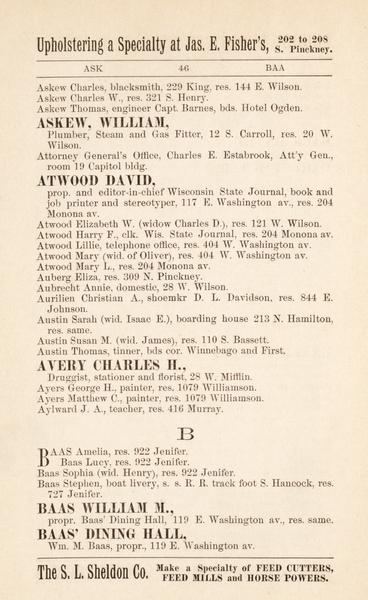 Upholstering a Specialty at Jas. E. Fisher's, 202 to 208 S. Pinckney.
ASK 46 BAA
Askew Charles, blacksmith, 229 King, res. 144 E. Wilson.
Askew Charles W., res. 321 S. Henry.
Askew Thomas, engineer Capt. Barnes, bds. Hotel Ogden.
ASKEW, WILLIAM,
Plumber, Steam and Gas Fitter, 12 S. Carroll, res. 20 W.
Wilson.
Attorney General's Office, Charles E. Estabrook, Att'y Gen.,
room 19 Capitol bldg.
ATWOOD DAVID,
prop. and editor-in-chief Wisconsin State Journal, book and
job printer and stereotyper, 117 E. Washington av., res. 204
Monona av.
Atwood Elizabeth W. (widow Charles D.), res. 121 W. Wilson.
Atwood Harry F., clk. Wis. State Journal, res. 204 Monona av.
Atwood Lillie, telephone office, res. 404 W. Washington av.
Atwood Mary (wid. of Oliver), res. 404 W. Washington av.
Atwood Mary L., res. 204 Monona av.
Auberg Eliza, res. 309 N. Pinckney.
Aubrecht Annie, domestic, 28 W. Wilson.
Aurilien Christian A., shoemkr D. L. Davidson, res. 844 E.
Johnson.
Austin Sarah (wid. Isaac E.), boarding house 213 N. Hamilton,
res. same.
Austin Susan M. (wid. James), res. 110 S. Bassett.
Austin Thomas, tinner, bds cor. Winnebago and First.
AVERY CHARLES H.,
Druggist, stationer and florist, 28 W. Mifflin.
Ayers George H., painter, res. 1079 Williamson.
Ayers Matthew C., painter, res. 1079 Williamson.
Aylward J. A., teacher, res. 416 Murray.
B
BAAS Amelia, res. 922 Jenifer.
Baas Lucy, res. 922 Jenifer.
Baas Sophia (wid. Henry), res. 922 Jenifer.
Baas Stephen, boat livery, s. s. R. R. track foot S. Hancock, res.
727 Jenifer.
BAAS WILLIAM M.,
propr. Baas' Dining Hall, 119 E. Washington av., res. same.
BAAS' DINING HALL,
Wm. M. Baas, propr., 119 E. Washington av.
The S. L. Sheldon Co. Make a Specialty of FEED CUTTERS,
FEED MILLS and HORSE POWERS.